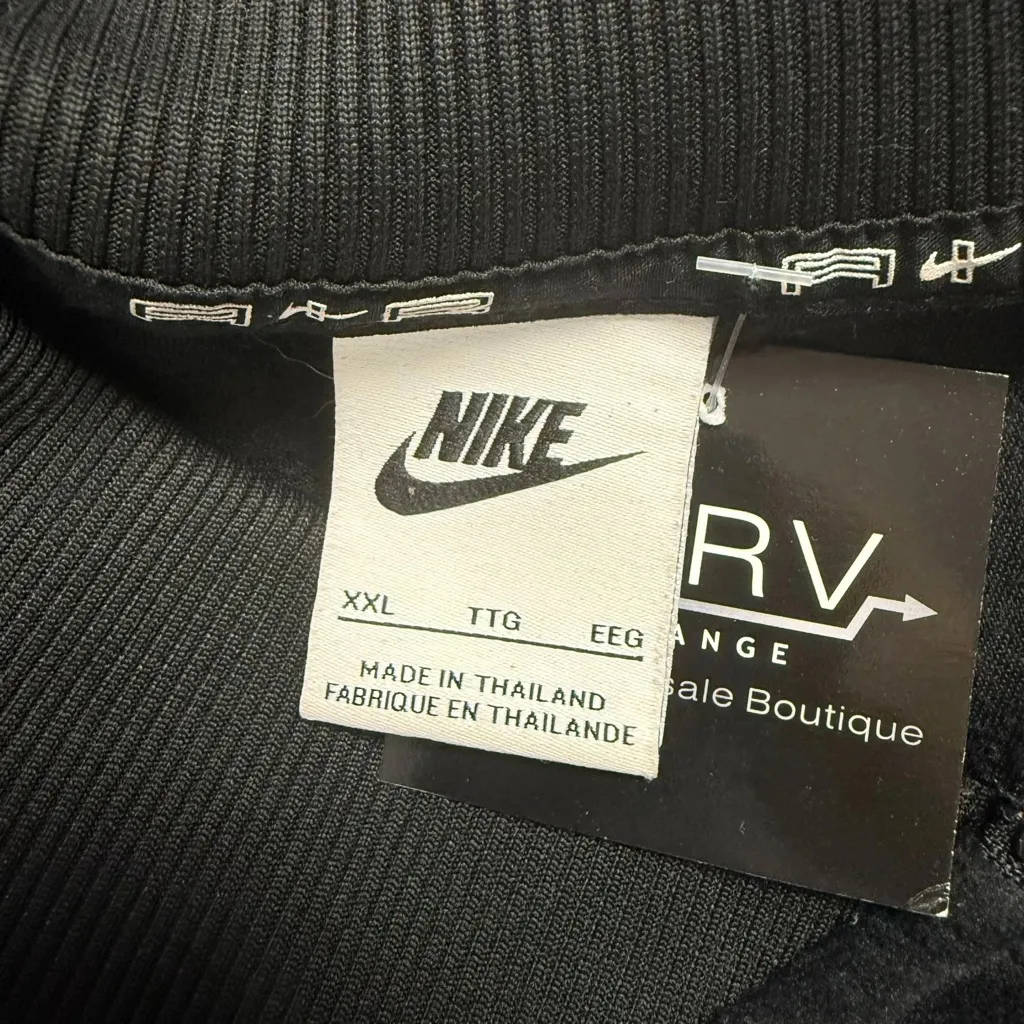 NIKE
XXL TTG EEG
MADE IN THAILAND
FABRIQUE EN THAILANDE
RV
ANGE
sale Boutique